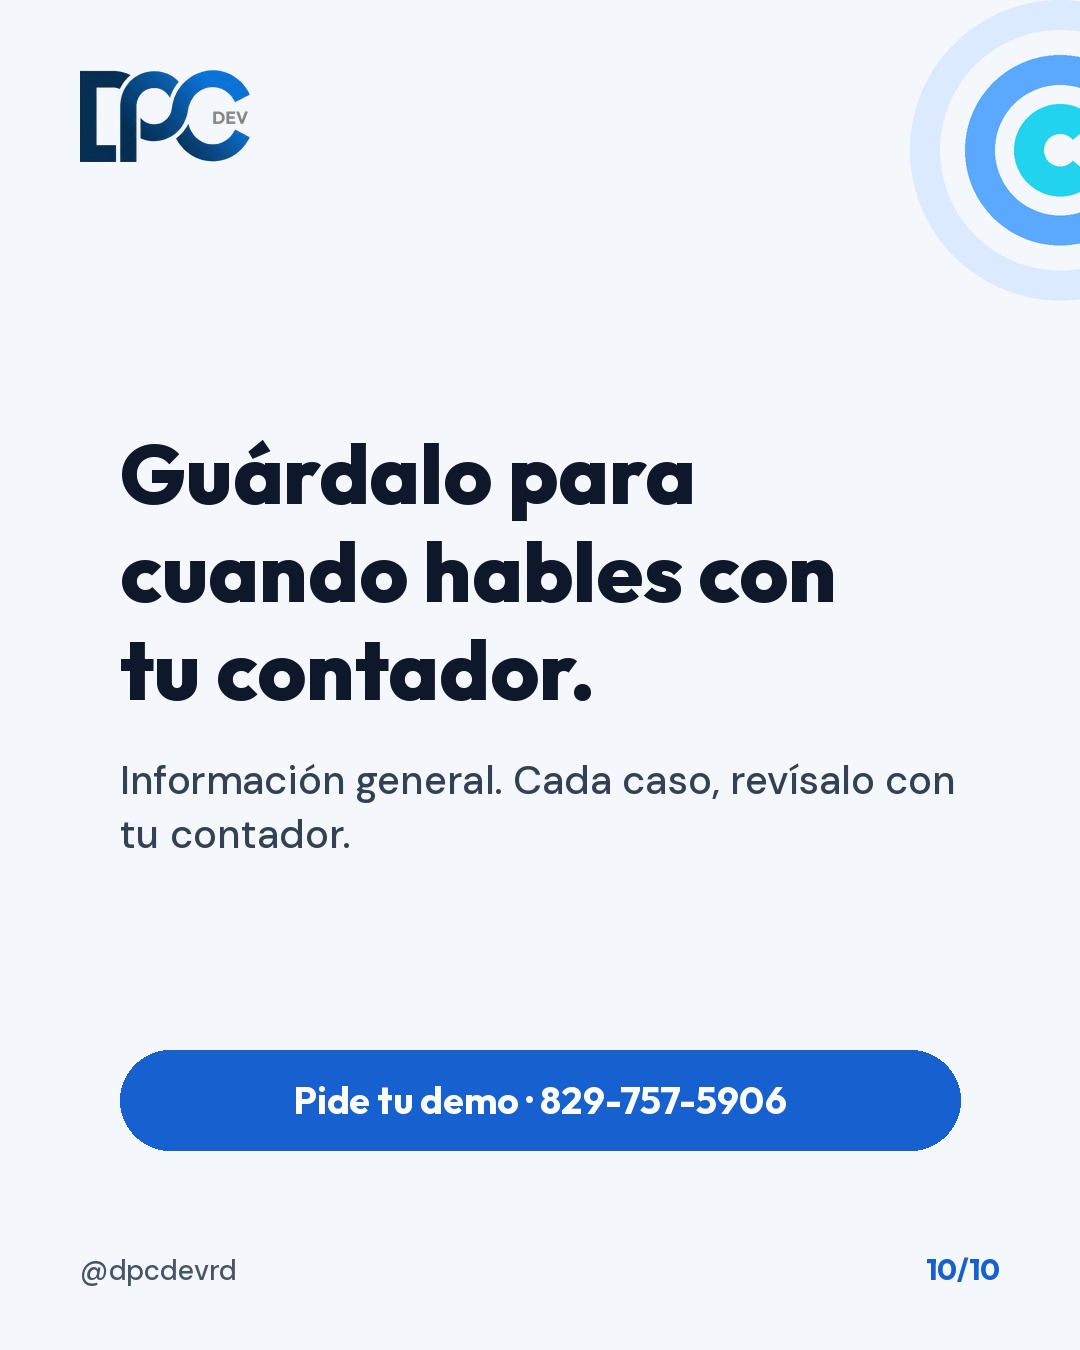 DPC
DEV
Guárdalo para
cuando hables con
tu contador.
Información general. Cada caso, revísalo con
tu contador.
Pide tu demo · 829-757-5906
@dpcdevrd
10/10